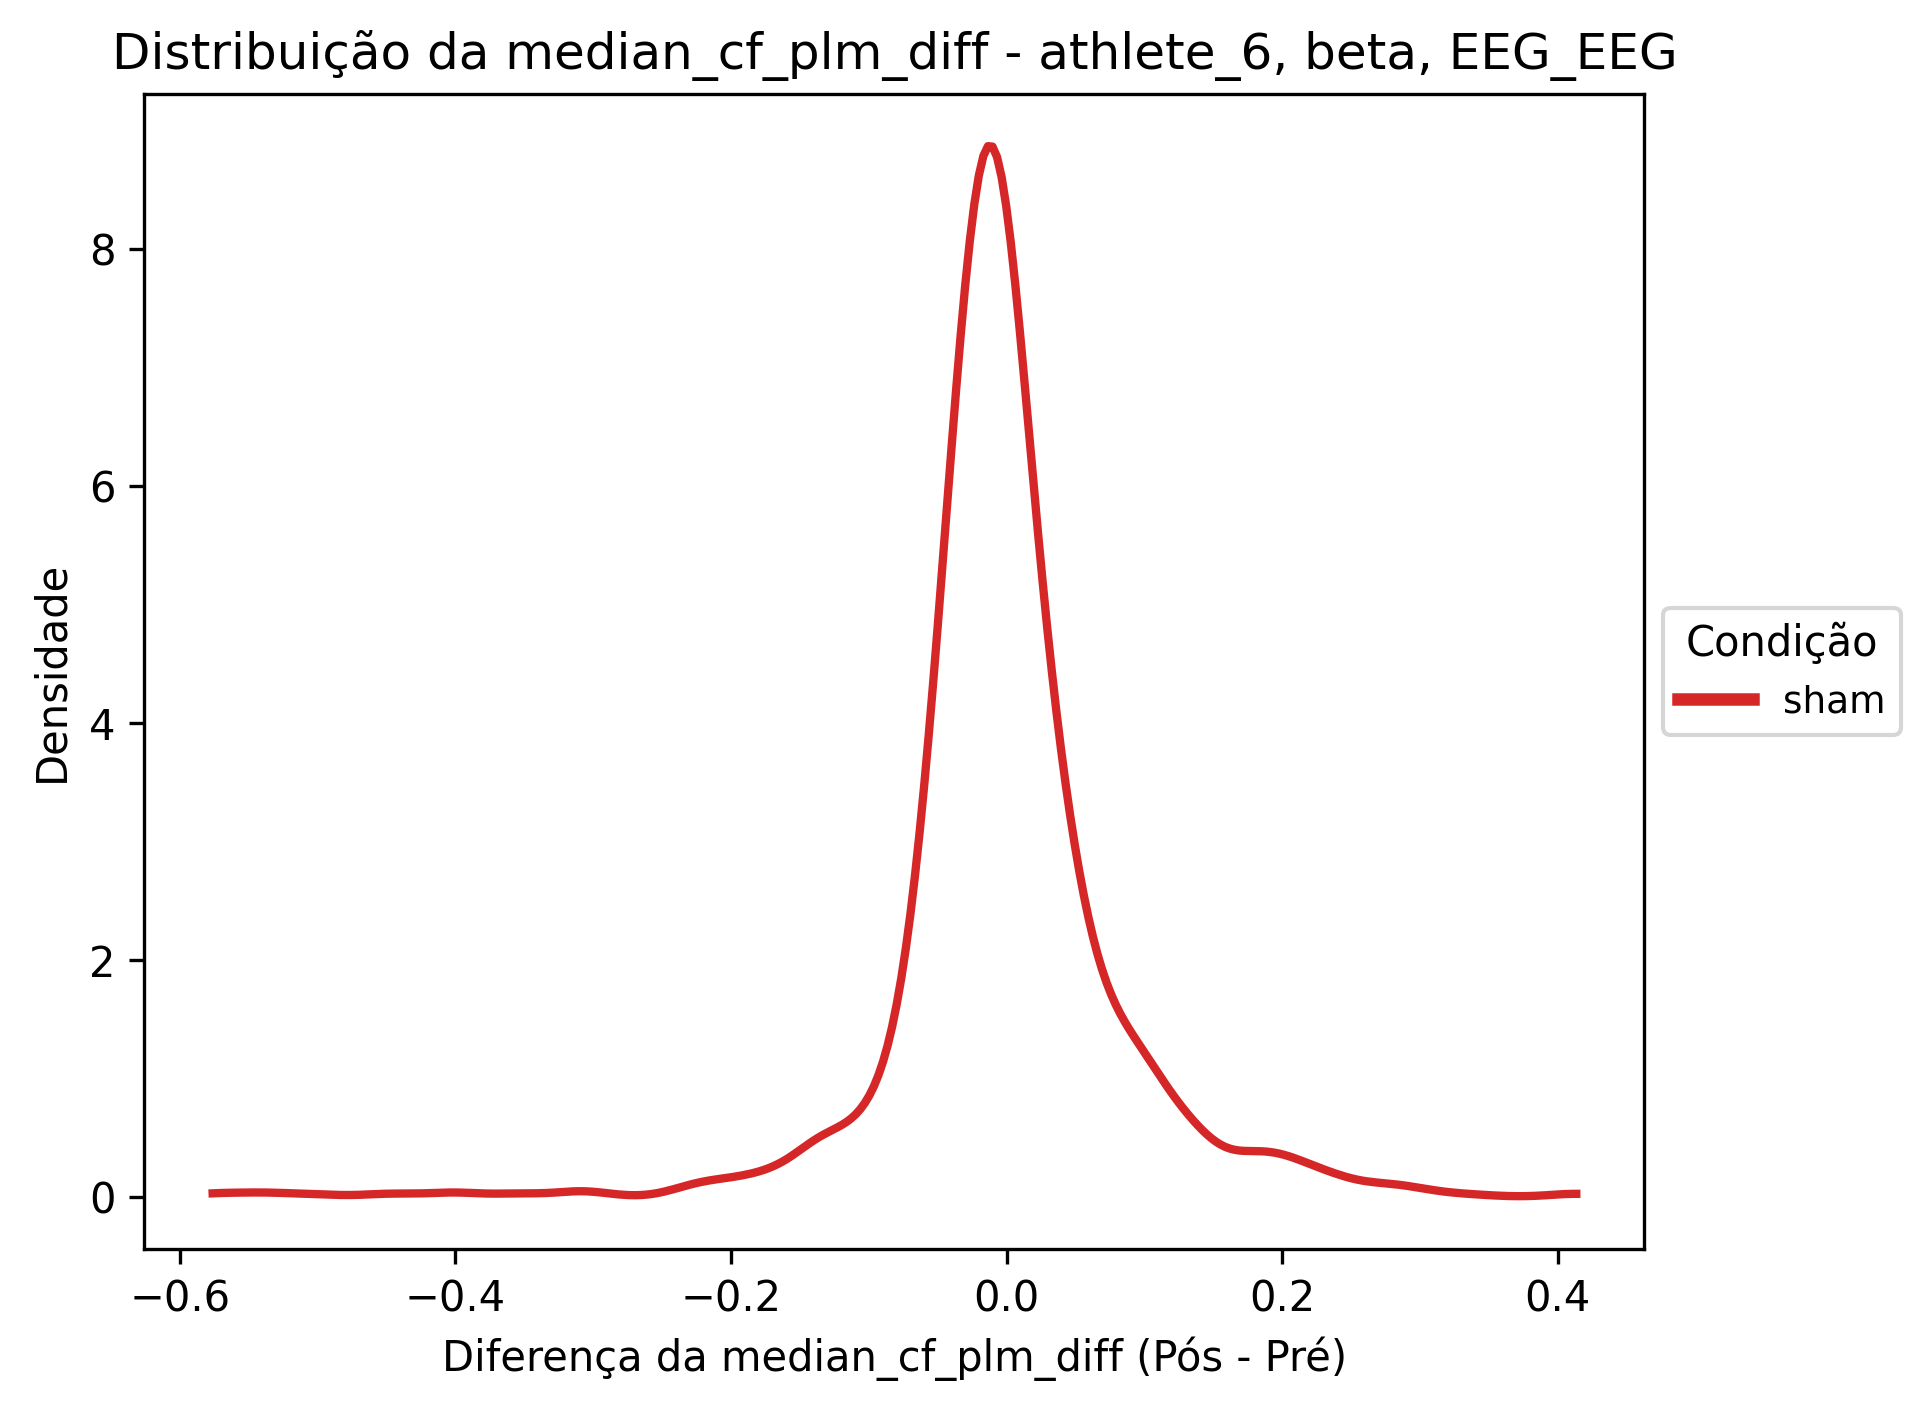 Distribuição da median_cf_plm_diff - athlete_6, beta, EEG_EEG
Densidade
8
6
4
2
0
−0.6
−0.4
−0.2
0.0
0.2
0.4
Diferença da median_cf_plm_diff (Pós - Pré)
Condição
sham